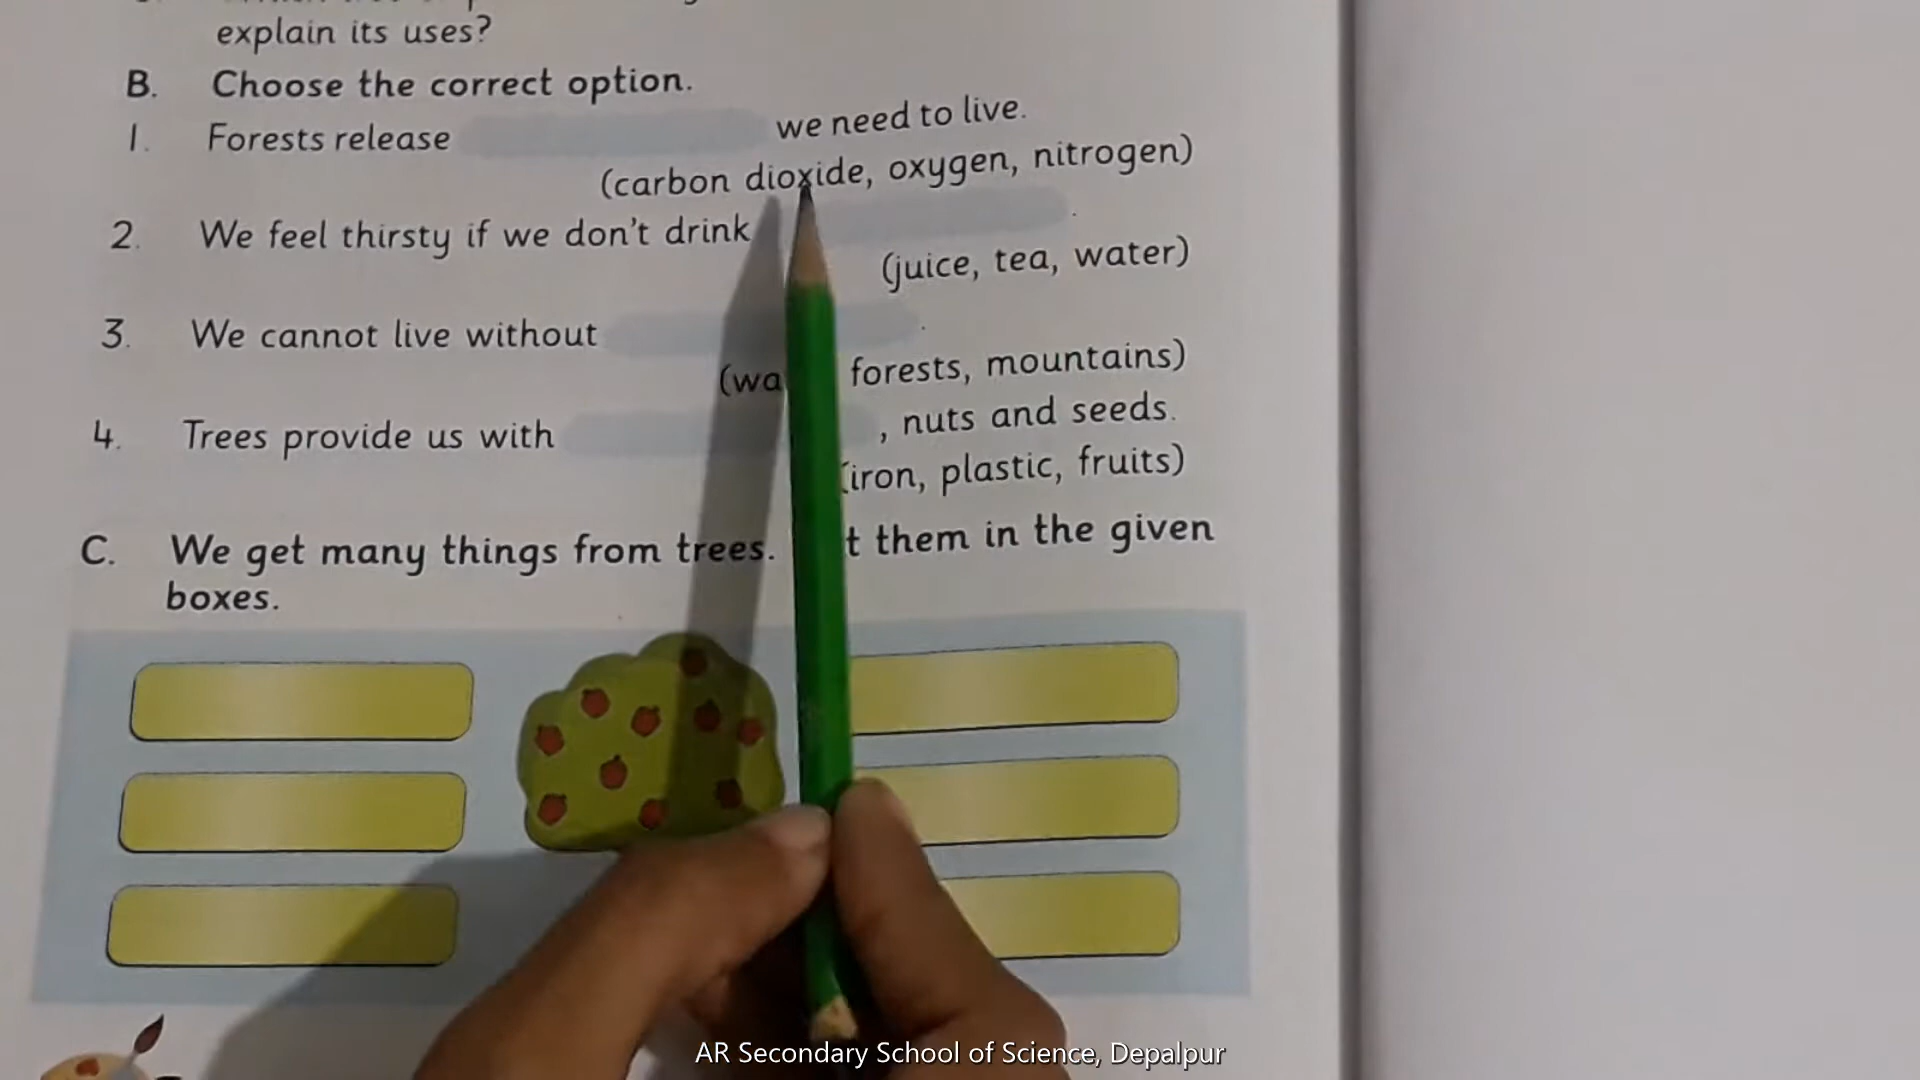 explain its uses?
B. Choose the correct option.
1. Forests release we need to live.
(carbon dioxide, oxygen, nitrogen)
2. We feel thirsty if we don't drink .
(juice, tea, water)
3. We cannot live without .
forests, mountains)
4. Trees provide us with , nuts and seeds.
(iron, plastic, fruits)
C. We get many things from trees. them in the given
boxes.
AR Secondary School of Science, Depalpur